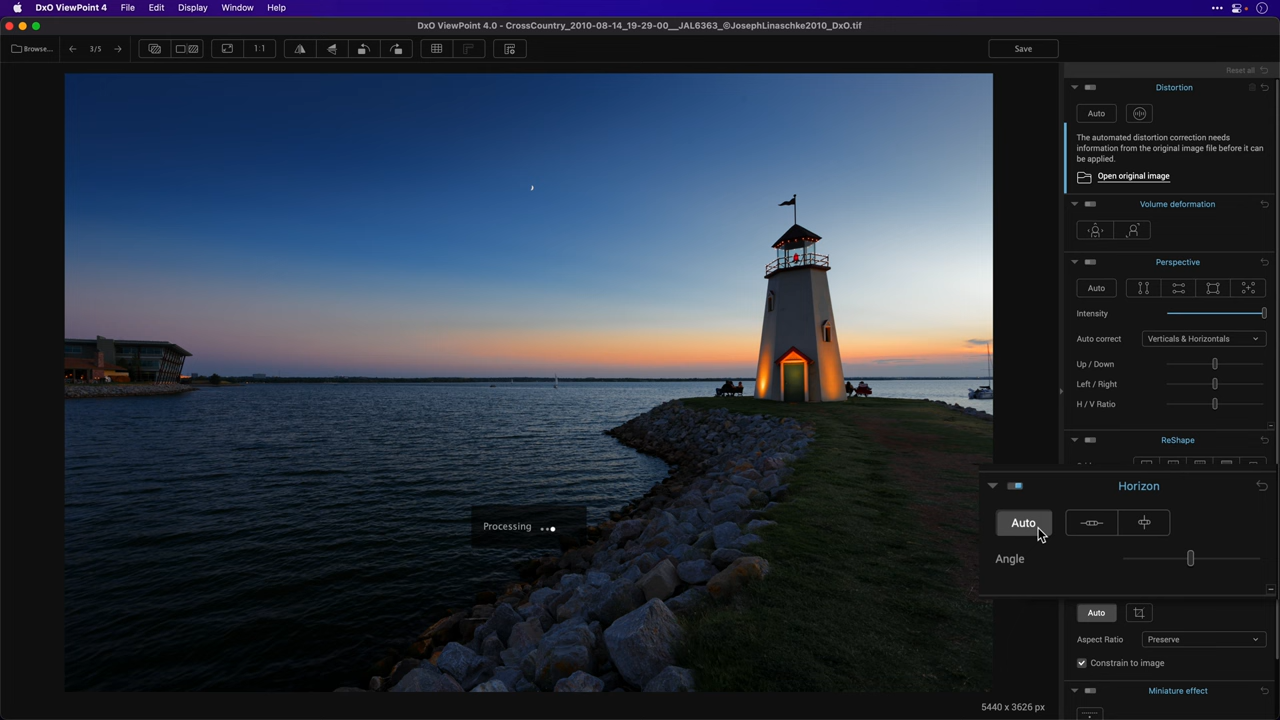 DxO ViewPoint 4 File Edit Display Window Help
DxO ViewPoint 4.0 - CrossCountry_2010-08-14_19-29-00__JAL6363_@JosephLinaschke2010_DxO.tif
Browse... 3/5 1:1 Save
Reset all
Distortion
Auto
The automated distortion correction needs
information from the original image file before it can
be applied.
Open original image
Volume deformation
Perspective
Auto
Intensity
Auto correct Verticals & Horizontals
Up / Down
Left / Right
H / V Ratio
ReShape
Horizon
Auto
Angle
Processing
Auto
Aspect Ratio Preserve
Constrain to image
Miniature effect
5440 x 3626 px